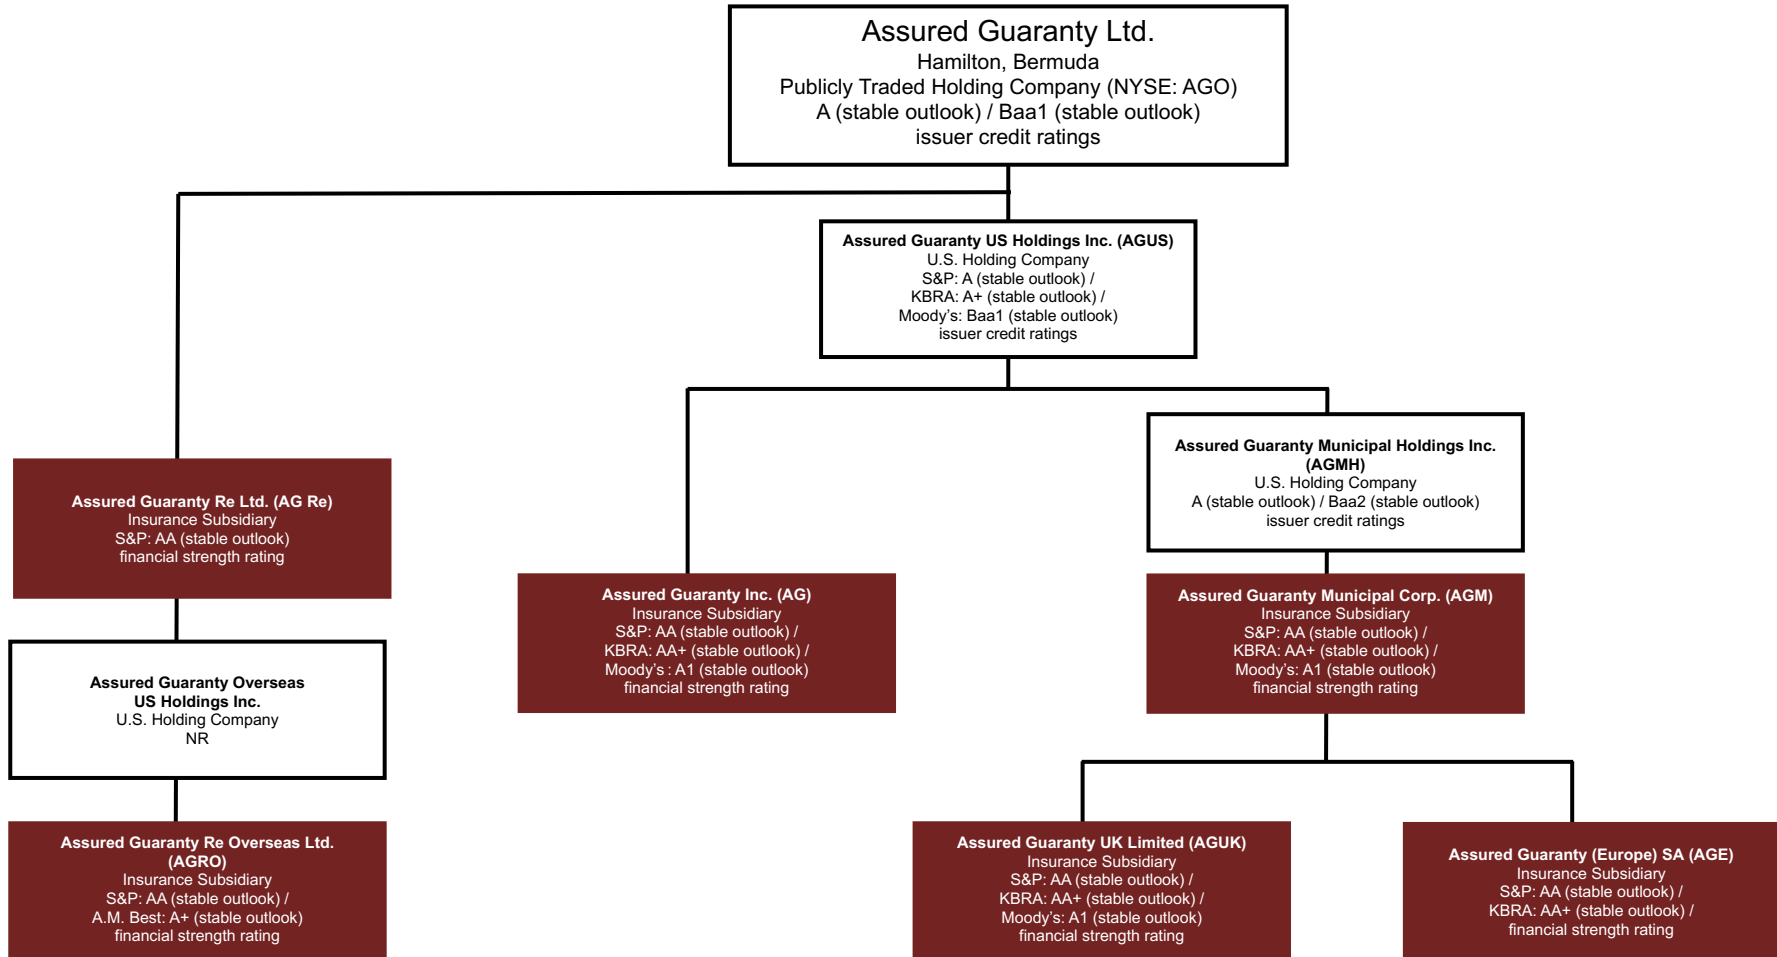 Assured Guaranty Ltd.
Hamilton, Bermuda
Publicly Traded Holding Company (NYSE: AGO)
A (stable outlook) / Baa1 (stable outlook)
issuer credit ratings
Assured Guaranty US Holdings Inc. (AGUS)
U.S. Holding Company
S&P: A (stable outlook) /
KBRA: A+ (stable outlook) /
Moody’s: Baa1 (stable outlook)
issuer credit ratings
Assured Guaranty Municipal Holdings Inc.
(AGMH)
U.S. Holding Company
A (stable outlook) / Baa2 (stable outlook)
issuer credit ratings
Assured Guaranty Re Ltd. (AG Re)
Insurance Subsidiary
S&P: AA (stable outlook)
financial strength rating
Assured Guaranty Inc. (AG)
Insurance Subsidiary
S&P: AA (stable outlook) /
KBRA: AA+ (stable outlook) /
Moody’s : A1 (stable outlook)
financial strength rating
Assured Guaranty Municipal Corp. (AGM)
Insurance Subsidiary
S&P: AA (stable outlook) /
KBRA: AA+ (stable outlook) /
Moody’s: A1 (stable outlook)
financial strength rating
Assured Guaranty Overseas
US Holdings Inc.
U.S. Holding Company
NR
Assured Guaranty Re Overseas Ltd.
(AGRO)
Insurance Subsidiary
S&P: AA (stable outlook) /
A.M. Best: A+ (stable outlook)
financial strength rating
Assured Guaranty UK Limited (AGUK)
Insurance Subsidiary
S&P: AA (stable outlook) /
KBRA: AA+ (stable outlook) /
Moody’s: A1 (stable outlook)
financial strength rating
Assured Guaranty (Europe) SA (AGE)
Insurance Subsidiary
S&P: AA (stable outlook) /
KBRA: AA+ (stable outlook) /
financial strength rating